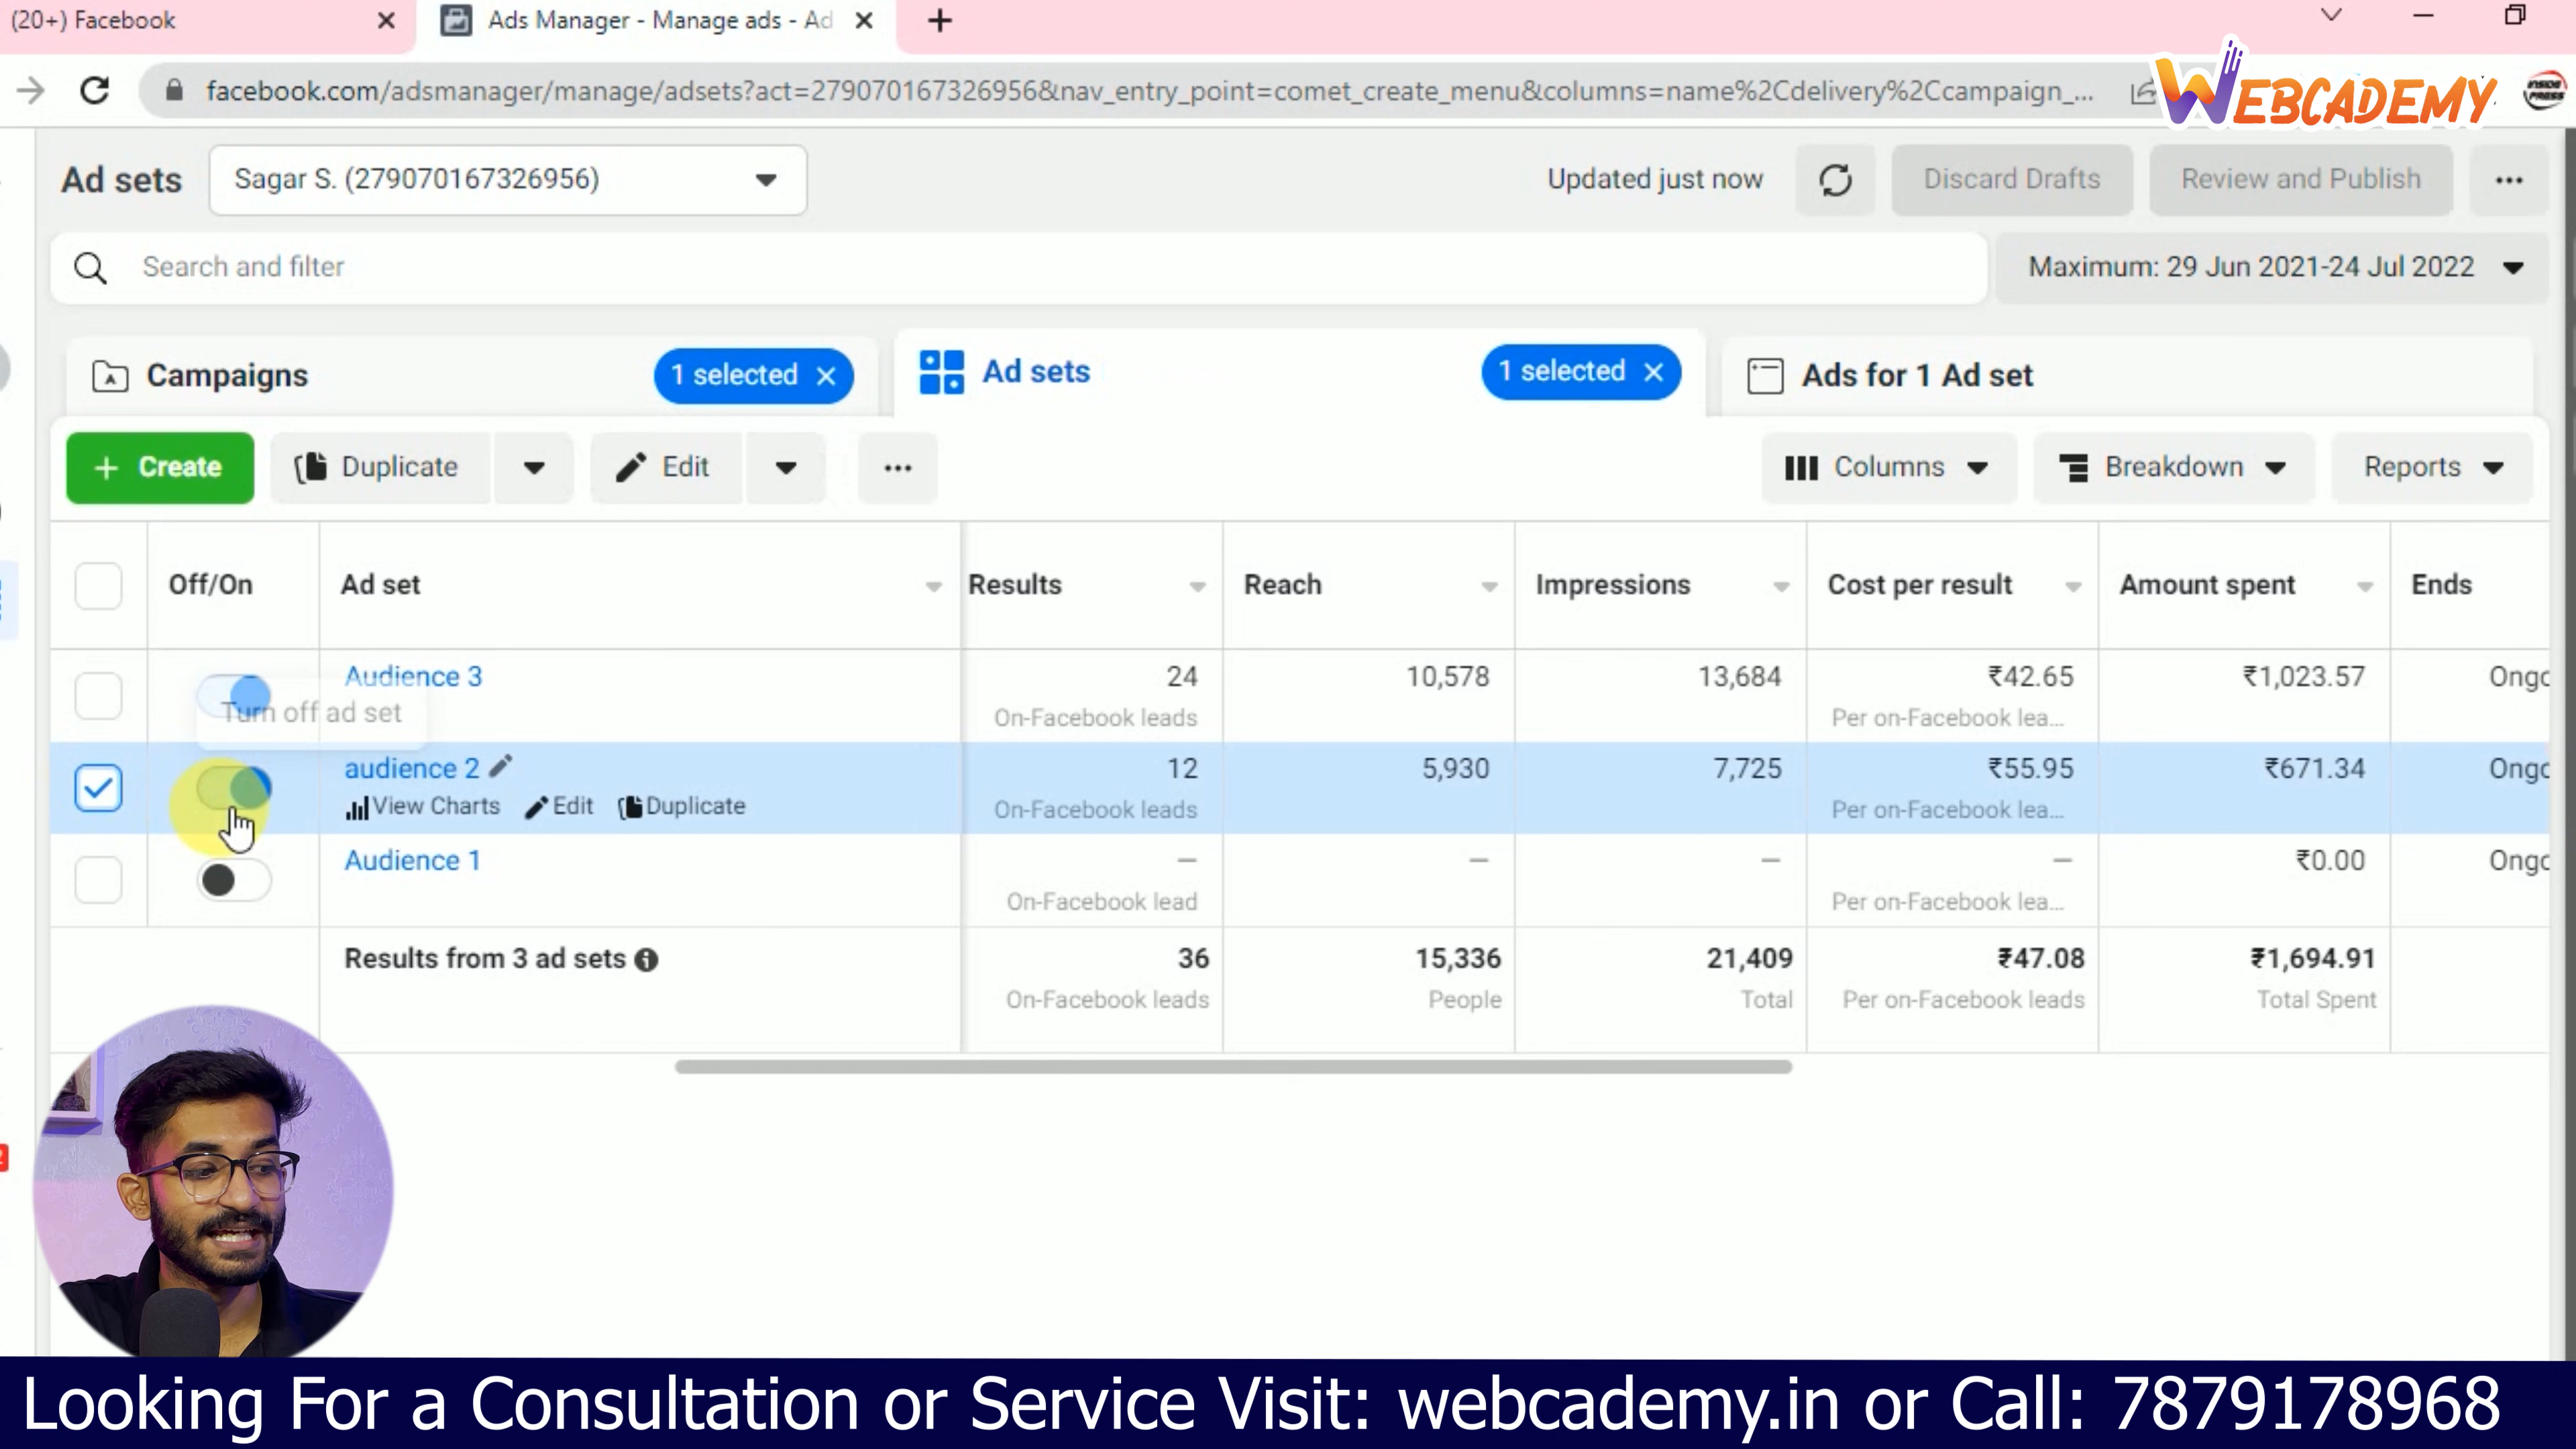 (20+) Facebook
Ads Manager - Manage ads - Ad
facebook.com/adsmanager/manage/adsets?act=279070167326956&nav_entry_point=comet_create_menu&columns=name%2Cdelivery%2Ccampaign_...
WEBCADEMY
INSIDE PRESS
Ad sets
Sagar S. (279070167326956)
Updated just now
Discard Drafts
Review and Publish
Search and filter
Maximum: 29 Jun 2021-24 Jul 2022
Campaigns
1 selected
Ad sets
1 selected
Ads for 1 Ad set
+ Create
Duplicate
Edit
Columns
Breakdown
Reports
Off/On Ad set Results Reach Impressions Cost per result Amount spent Ends
Audience 3 24 10,578 13,684 ₹42.65 ₹1,023.57 Ongo
Turn off ad set On-Facebook leads Per on-Facebook lea...
audience 2 12 5,930 7,725 ₹55.95 ₹671.34 Ongo
View Charts Edit Duplicate On-Facebook leads Per on-Facebook lea...
Audience 1 — — — — ₹0.00 Ongo
On-Facebook lead Per on-Facebook lea...
Results from 3 ad sets 36 15,336 21,409 ₹47.08 ₹1,694.91
On-Facebook leads People Total Per on-Facebook leads Total Spent
2
Looking For a Consultation or Service Visit: webcademy.in or Call: 7879178968